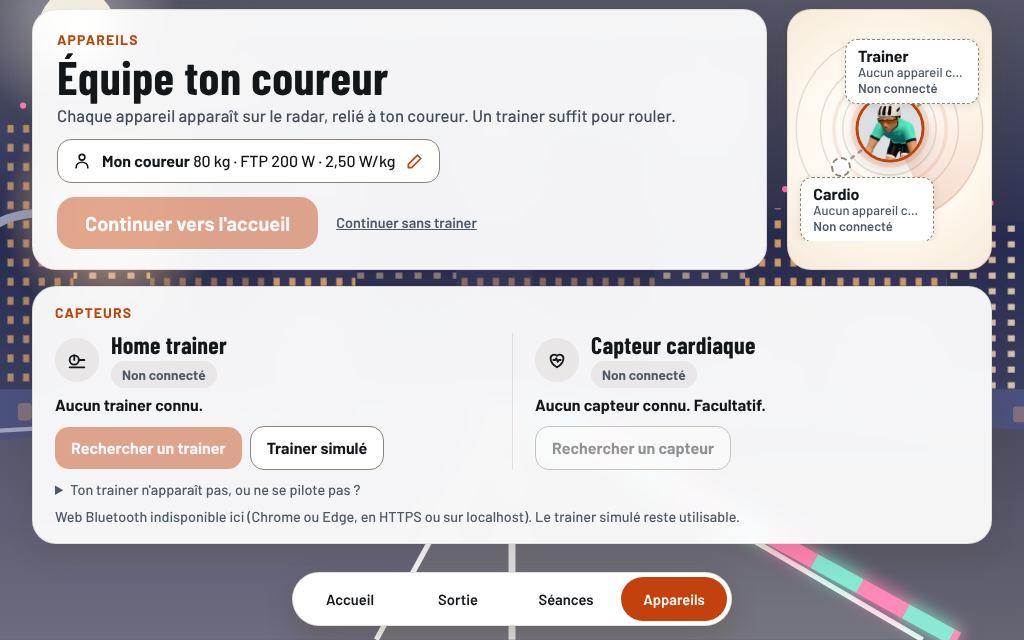 APPAREILS
Équipe ton coureur
Chaque appareil apparaît sur le radar, relié à ton coureur. Un trainer suffit pour rouler.
Mon coureur 80 kg · FTP 200 W · 2,50 W/kg
Continuer vers l'accueil
Continuer sans trainer
Trainer
Aucun appareil c…
Non connecté
Cardio
Aucun appareil c…
Non connecté
CAPTEURS
Home trainer
Non connecté
Aucun trainer connu.
Rechercher un trainer
Trainer simulé
Capteur cardiaque
Non connecté
Aucun capteur connu. Facultatif.
Rechercher un capteur
Ton trainer n'apparaît pas, ou ne se pilote pas ?
Web Bluetooth indisponible ici (Chrome ou Edge, en HTTPS ou sur localhost). Le trainer simulé reste utilisable.
Accueil
Sortie
Séances
Appareils